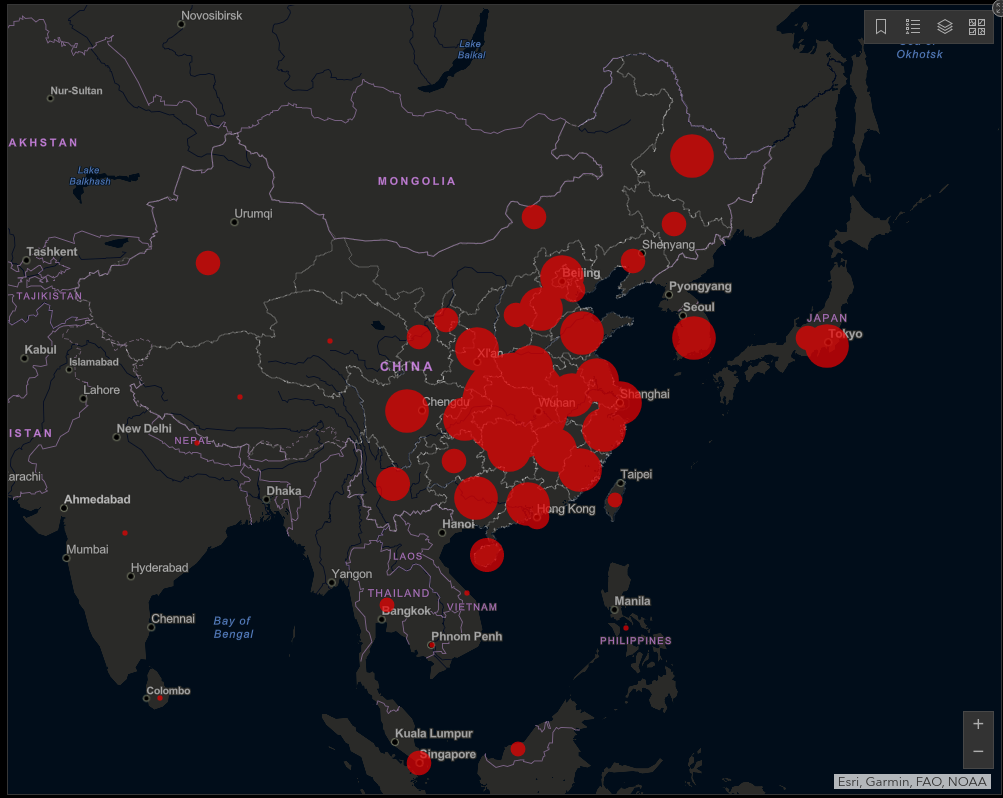 Novosibirsk
Lake
Baikal
Okhotsk
Nur-Sultan
AKHSTAN
Lake
Balkhash
MONGOLIA
Urumqi
Shenyang
Tashkent
Beijing
Pyongyang
TAJIKISTAN
Seoul
JAPAN
Tokyo
Kabul
Islamabad
Xi'an
CHINA
Lahore
Shanghai
Chengdu
Wuhan
New Delhi
ISTAN
NEPAL
arachi
Taipei
Dhaka
Ahmedabad
Hong Kong
Hanoi
Mumbai
LAOS
Hyderabad
Yangon
THAILAND
Manila
VIETNAM
Bangkok
Chennai
Bay of
Bengal
Phnom Penh
PHILIPPINES
Colombo
Kuala Lumpur
Singapore
+
−
Esri, Garmin, FAO, NOAA